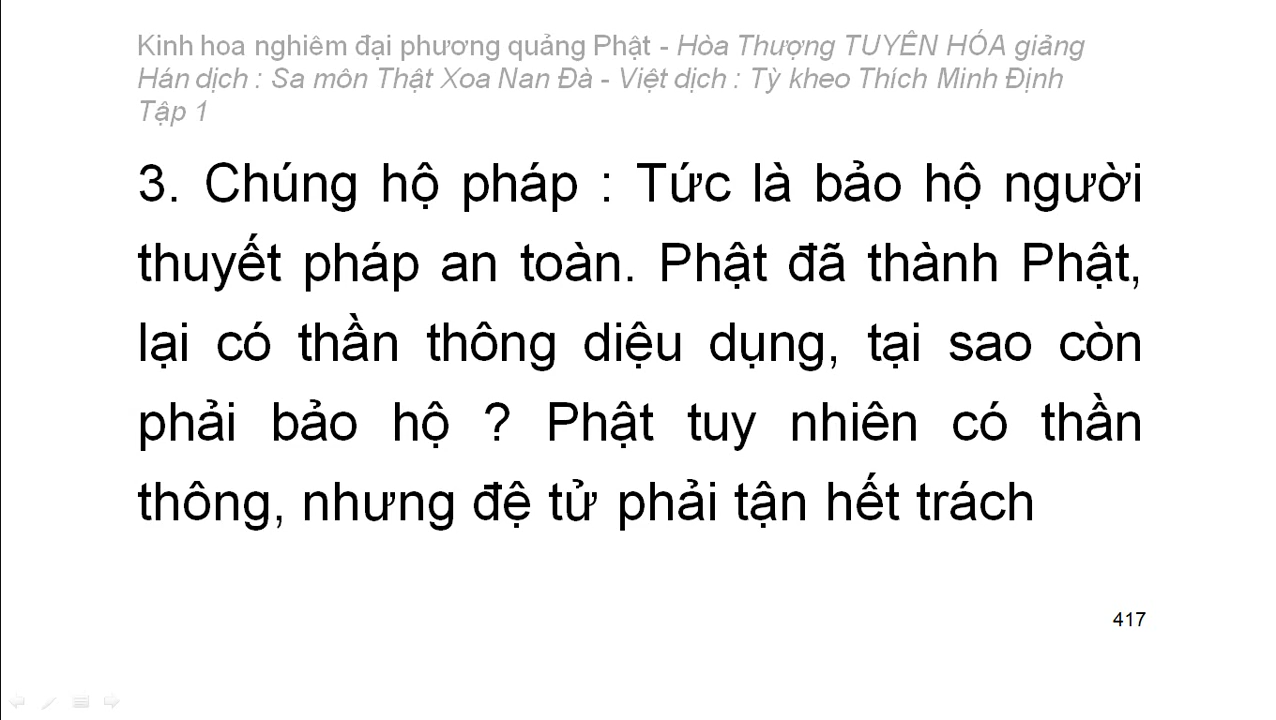 Kinh hoa nghiêm đại phương quảng Phật - Hòa Thượng TUYÊN HÓA giảng
Hán dịch : Sa môn Thật Xoa Nan Đà - Việt dịch : Tỳ kheo Thích Minh Định
Tập 1
3. Chúng hộ pháp : Tức là bảo hộ người
thuyết pháp an toàn. Phật đã thành Phật,
lại có thần thông diệu dụng, tại sao còn
phải bảo hộ ? Phật tuy nhiên có thần
thông, nhưng đệ tử phải tận hết trách
417